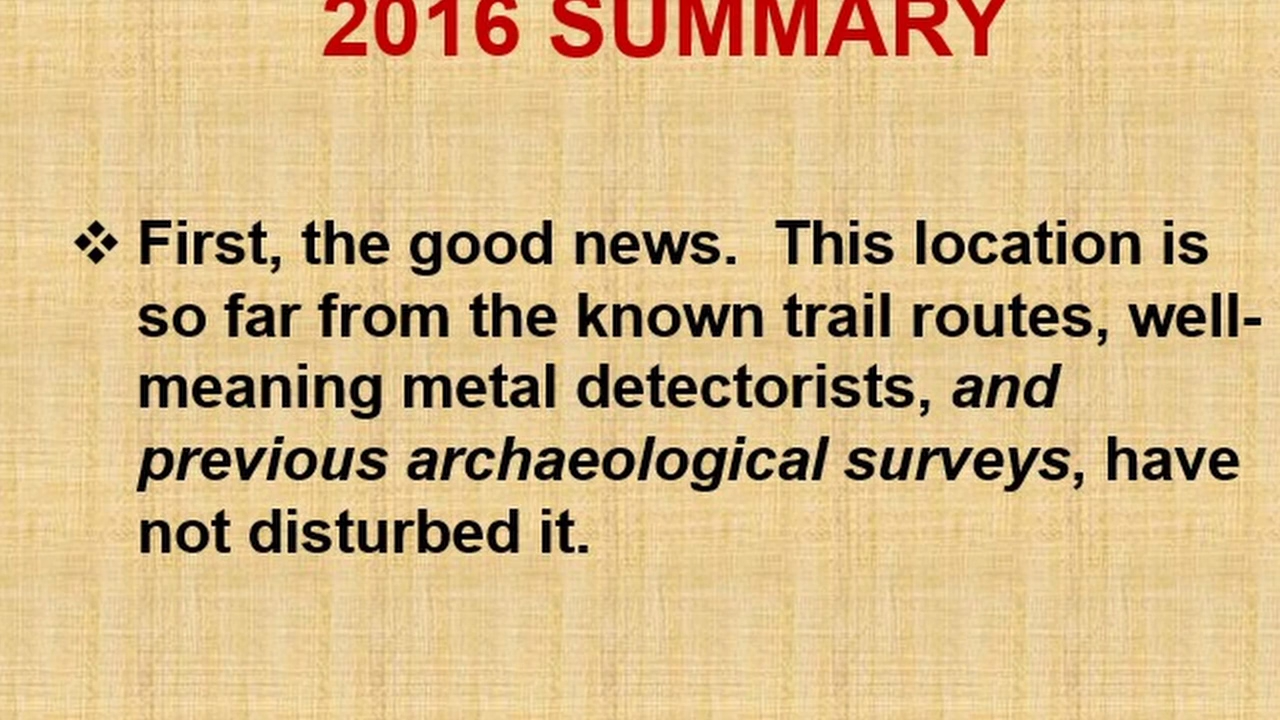 2016 SUMMARY
❖ First, the good news.  This location is
so far from the known trail routes, well-
meaning metal detectorists, and
previous archaeological surveys, have
not disturbed it.